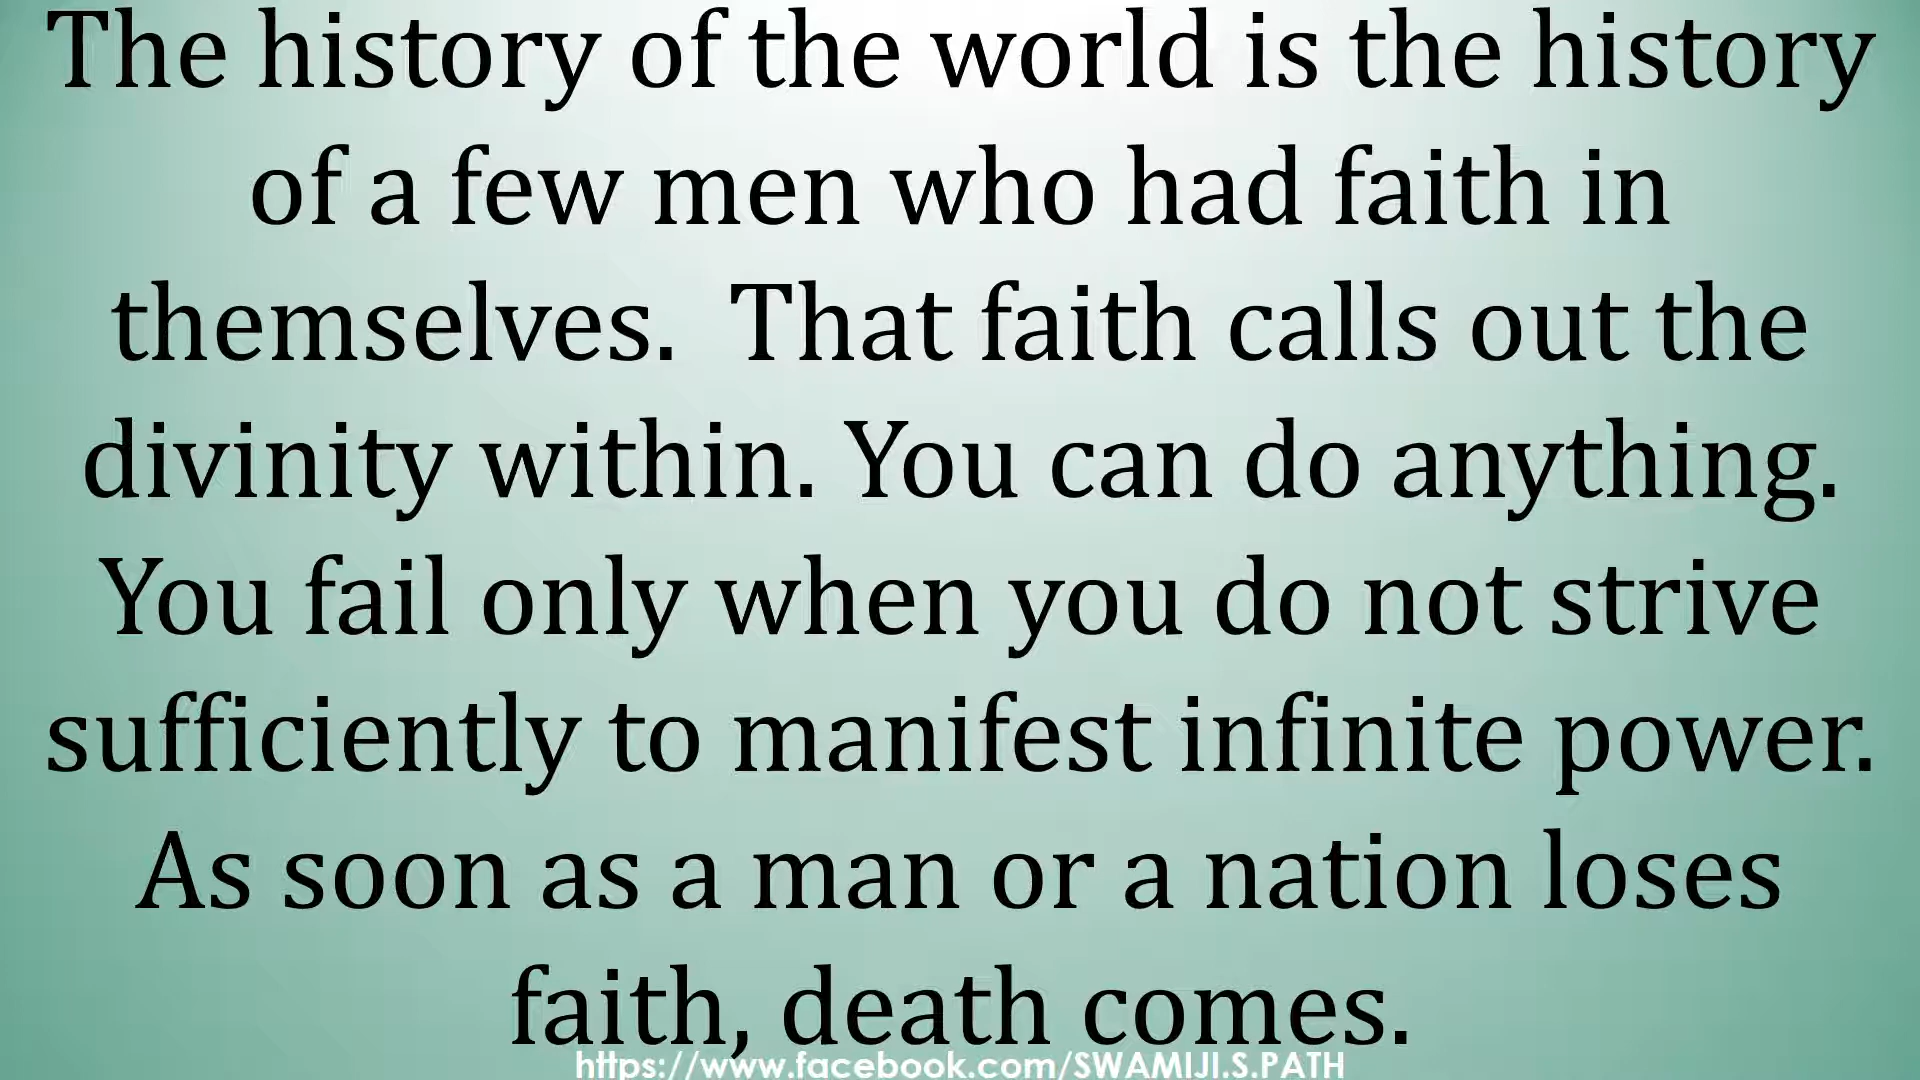 The history of the world is the history
of a few men who had faith in
themselves.  That faith calls out the
divinity within. You can do anything.
You fail only when you do not strive
sufficiently to manifest infinite power.
As soon as a man or a nation loses
faith, death comes.
https://www.facebook.com/SWAMIJI.S.PATH